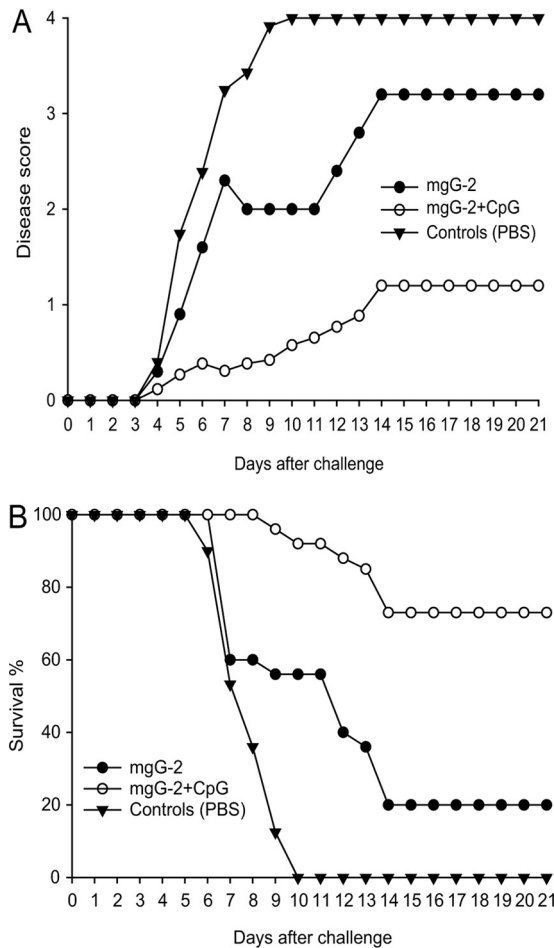 A
4
3
2
1
0
Disease score
mgG-2
mgG-2+CpG
Controls (PBS)
0 1 2 3 4 5 6 7 8 9 10 11 12 13 14 15 16 17 18 19 20 21
Days after challenge
B
100
80
60
40
20
0
Survival %
mgG-2
mgG-2+CpG
Controls (PBS)
0 1 2 3 4 5 6 7 8 9 10 11 12 13 14 15 16 17 18 19 20 21
Days after challenge